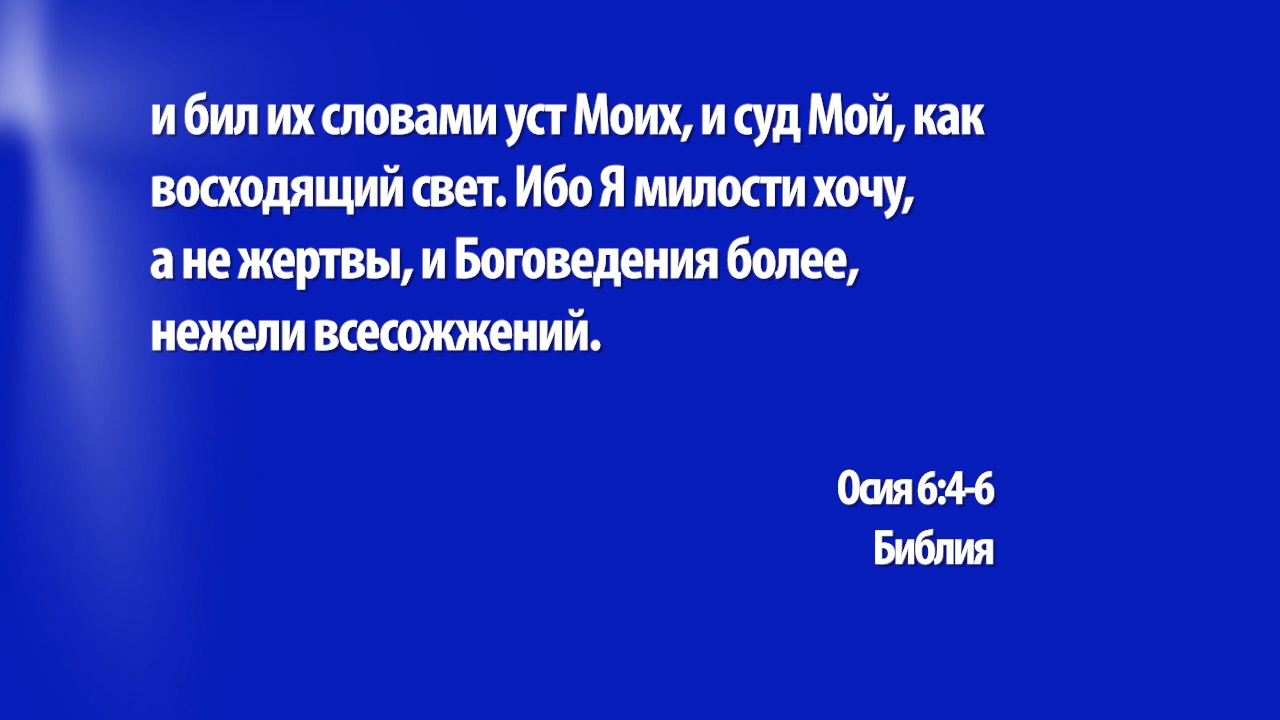 и бил их словами уст Моих, и суд Мой, как
восходящий свет. Ибо Я милости хочу,
а не жертвы, и Боговедения более,
нежели всесожжений.
Осия 6:4-6
Библия